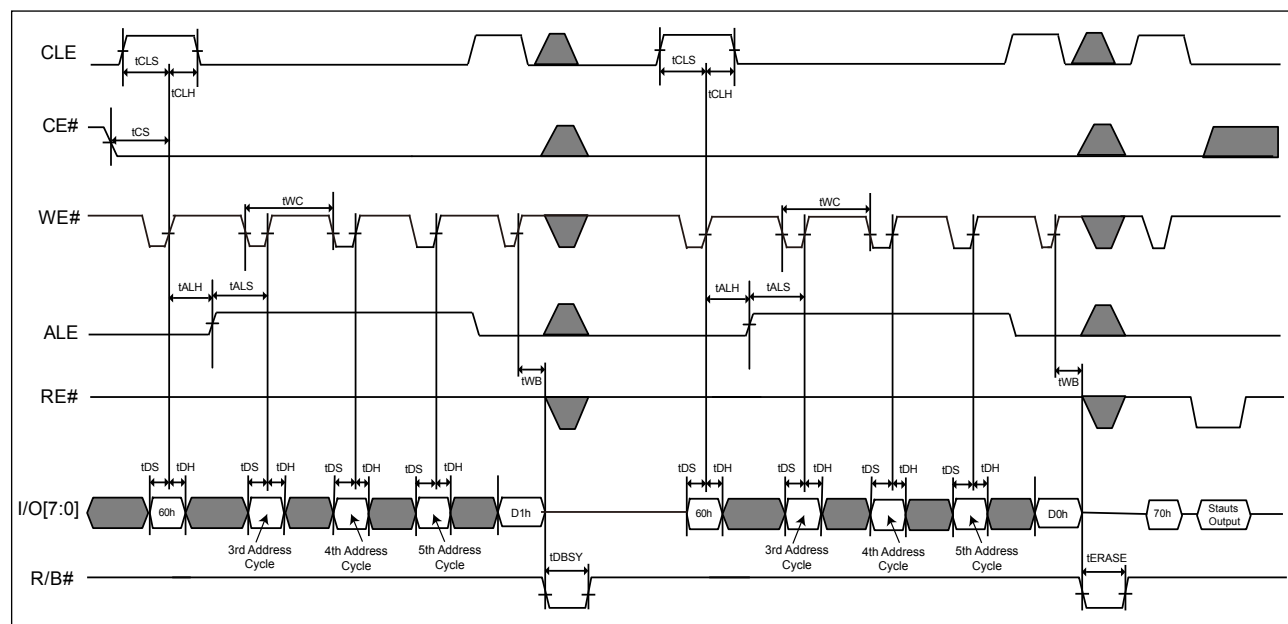 CLE
tCLS
tCLH
tCLS
tCLH
CE#
tCS
WE#
tWC
tWC
ALE
tALH
tALS
tALH
tALS
RE#
tWB
tWB
I/O[7:0]
tDS
tDH
tDS
tDH
tDS
tDH
tDS
tDH
tDS
tDH
tDS
tDH
tDS
tDH
tDS
tDH
60h
D1h
60h
D0h
70h
Stauts
Output
3rd Address
Cycle
4th Address
Cycle
5th Address
Cycle
3rd Address
Cycle
4th Address
Cycle
5th Address
Cycle
R/B#
tDBSY
tERASE